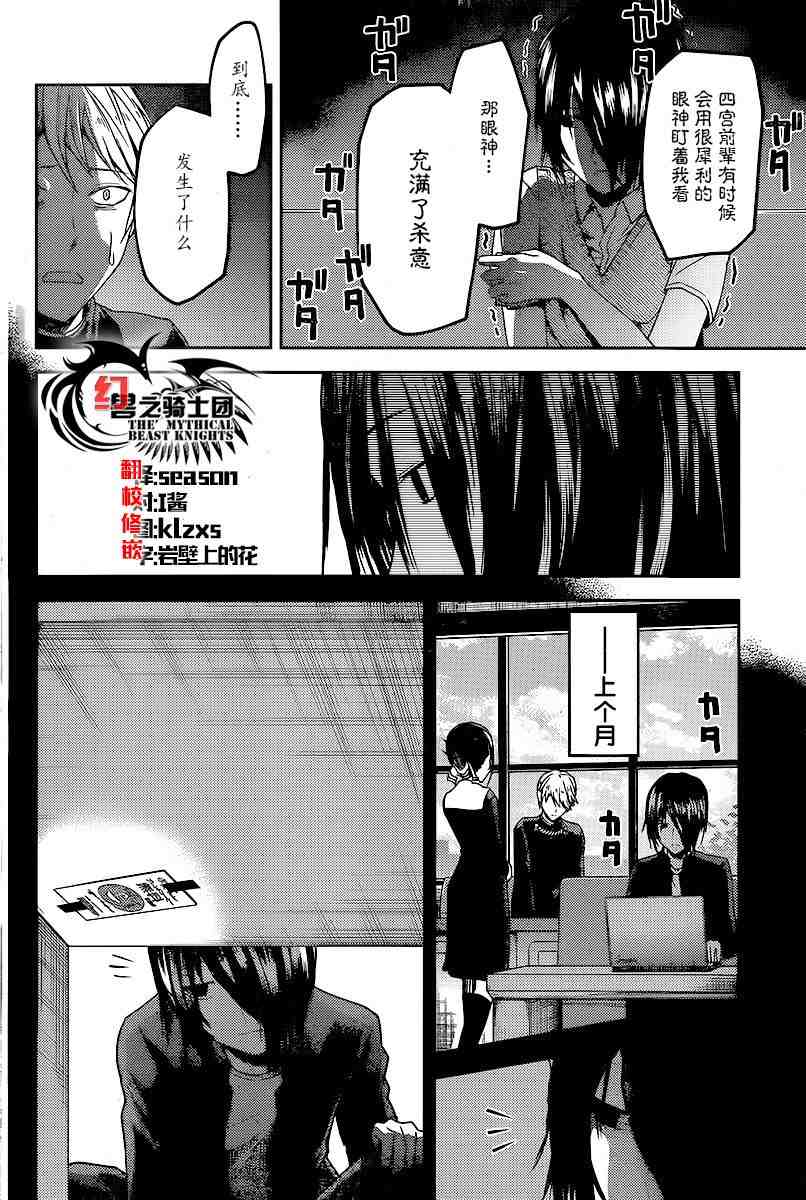 四宫前辈有时候
会用很犀利的
眼神盯着我看
那眼神…
充满了杀意
ガタ
ガタ
ガタ
ガタ
到底……
发生了什么
幻兽之骑士团
THE MYTHICAL
BEAST KNIGHTS
翻译:season
校对:I酱
修图:klzxs
嵌字:岩壁上的花
——上个月
カタ
カタ